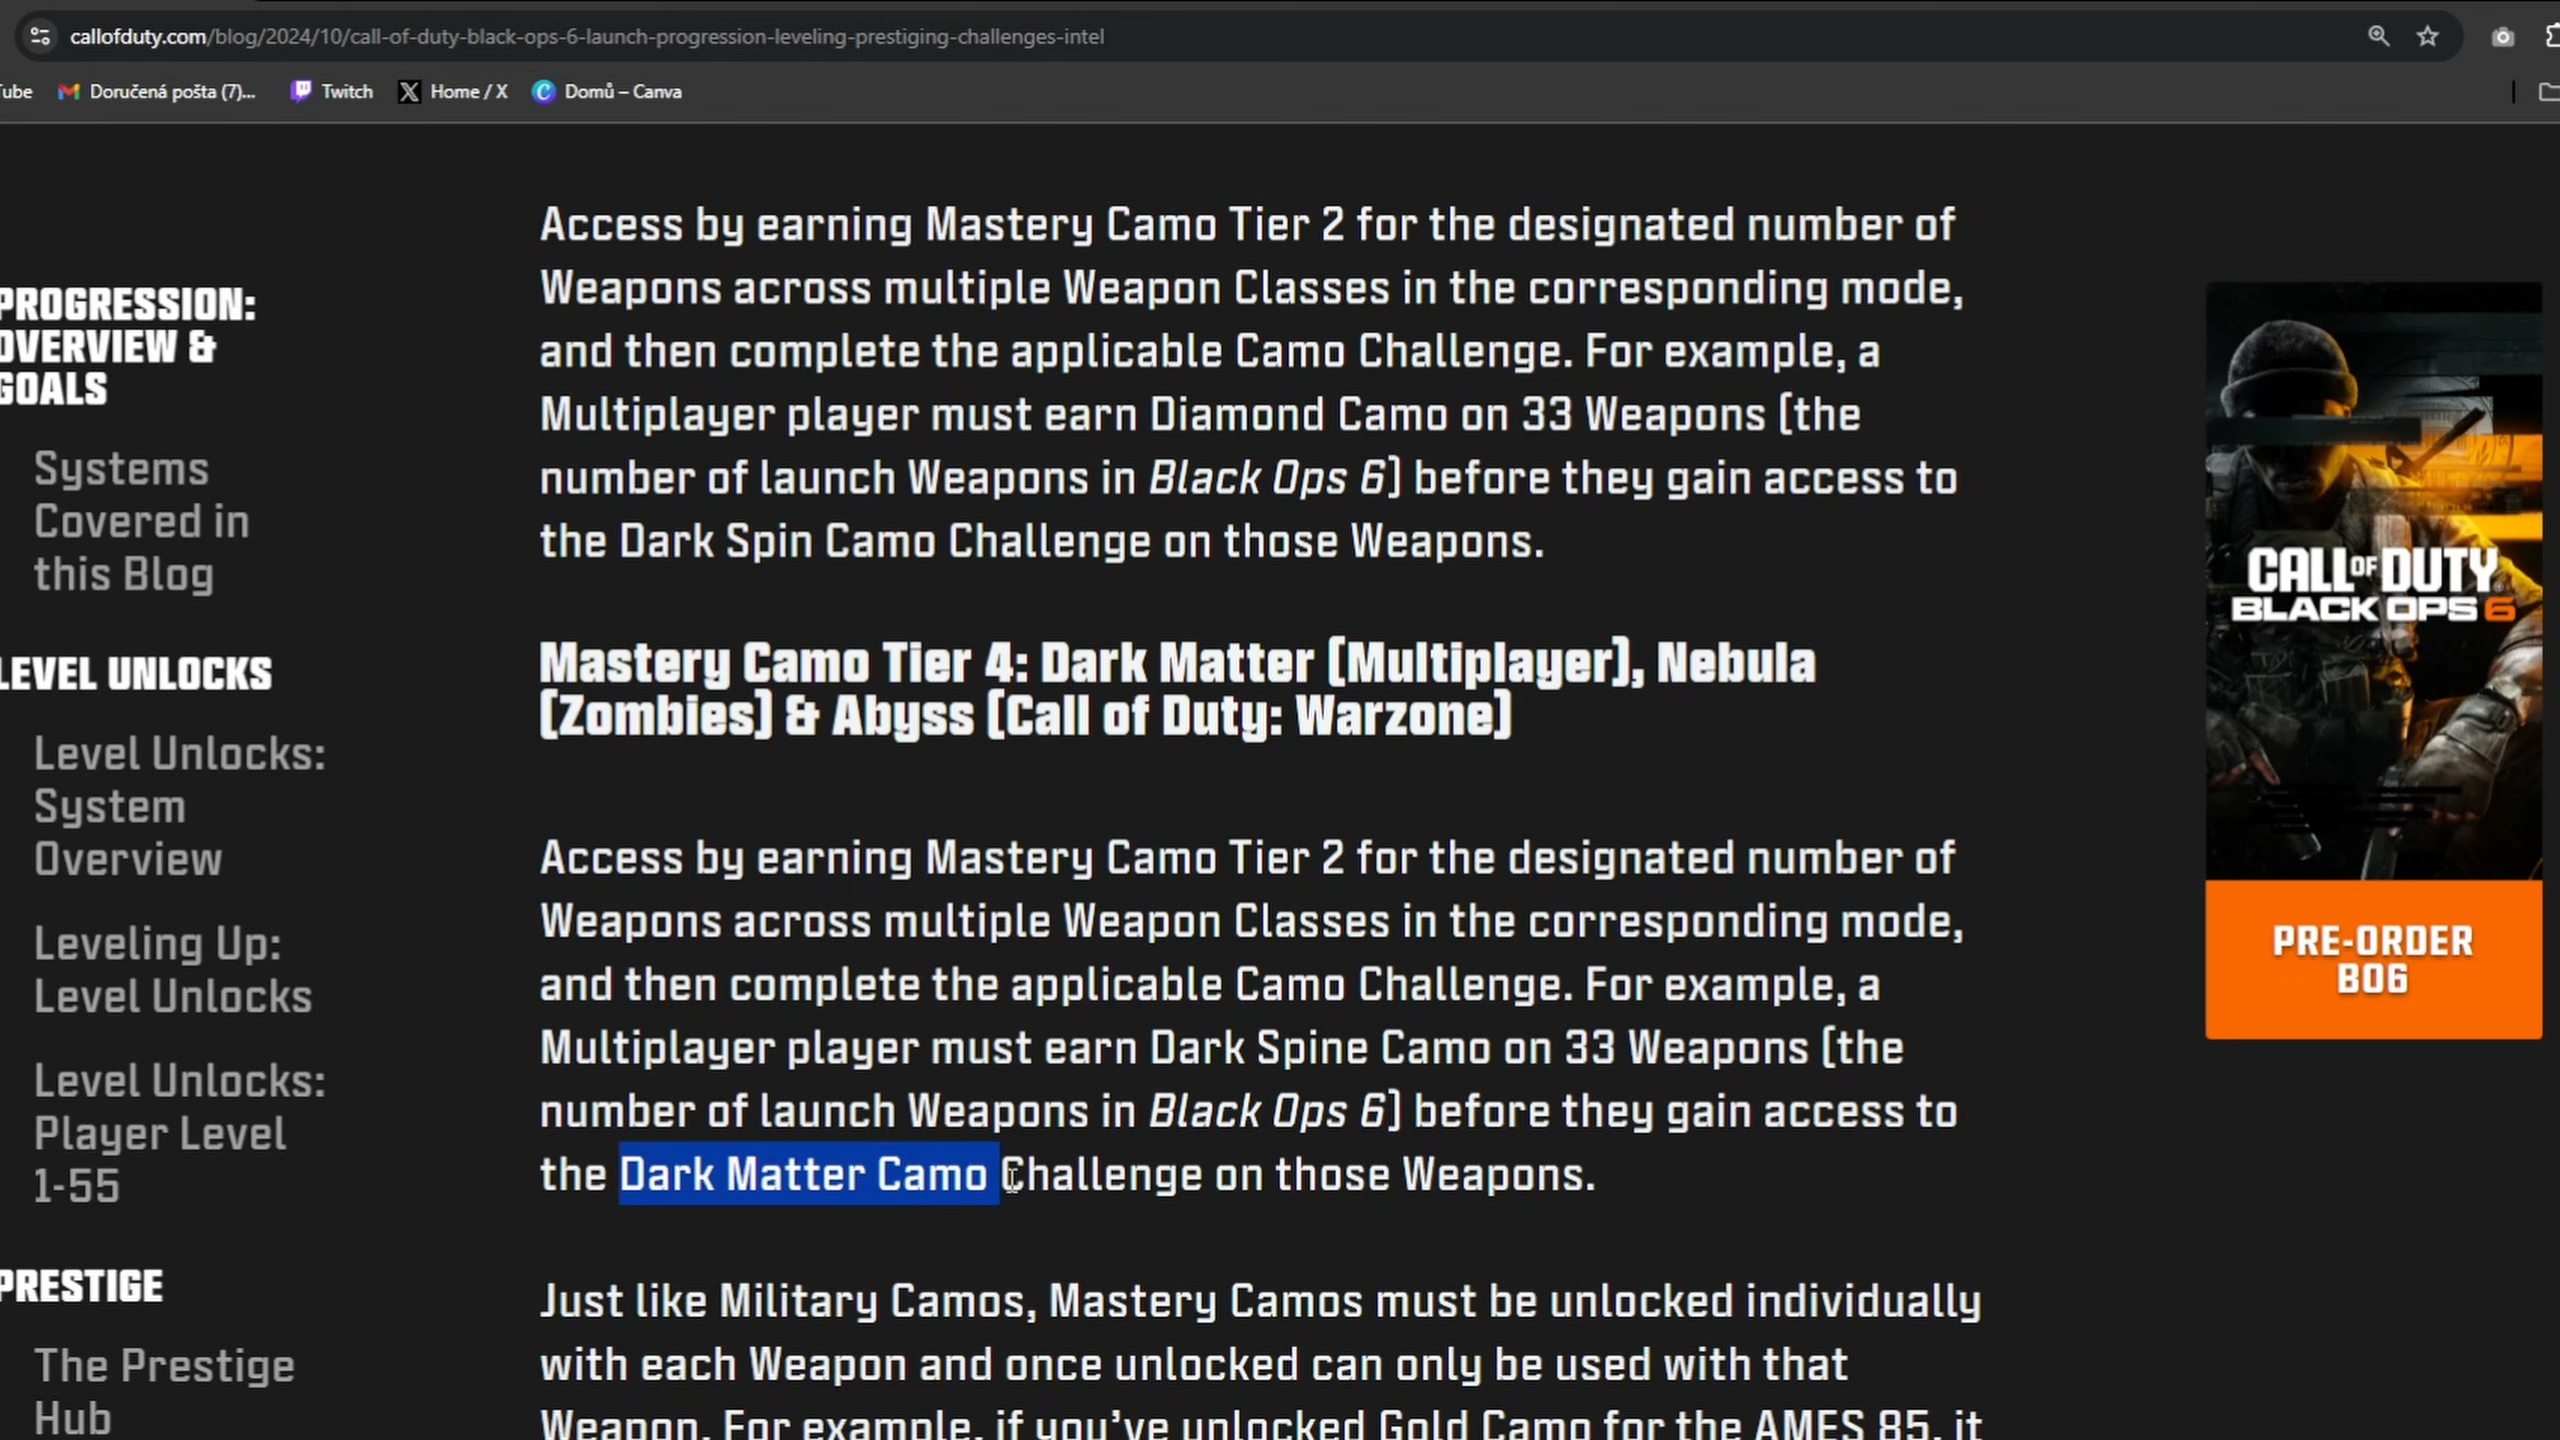 callofduty.com/blog/2024/10/call-of-duty-black-ops-6-launch-progression-leveling-prestiging-challenges-intel
ube
Doručená pošta (7)...
Twitch
Home / X
Domů – Canva
PROGRESSION:
OVERVIEW &
GOALS
Systems
Covered in
this Blog
LEVEL UNLOCKS
Level Unlocks:
System
Overview
Leveling Up:
Level Unlocks
Level Unlocks:
Player Level
1-55
PRESTIGE
The Prestige
Hub
Access by earning Mastery Camo Tier 2 for the designated number of
Weapons across multiple Weapon Classes in the corresponding mode,
and then complete the applicable Camo Challenge. For example, a
Multiplayer player must earn Diamond Camo on 33 Weapons (the
number of launch Weapons in Black Ops 6) before they gain access to
the Dark Spin Camo Challenge on those Weapons.
Mastery Camo Tier 4: Dark Matter (Multiplayer), Nebula
(Zombies) & Abyss (Call of Duty: Warzone)
Access by earning Mastery Camo Tier 2 for the designated number of
Weapons across multiple Weapon Classes in the corresponding mode,
and then complete the applicable Camo Challenge. For example, a
Multiplayer player must earn Dark Spine Camo on 33 Weapons (the
number of launch Weapons in Black Ops 6) before they gain access to
the Dark Matter Camo Challenge on those Weapons.
Just like Military Camos, Mastery Camos must be unlocked individually
with each Weapon and once unlocked can only be used with that
Weapon. For example, if you've unlocked Gold Camo for the AMES 85, it
CALL OF DUTY
BLACK OPS 6
PRE-ORDER
BO6